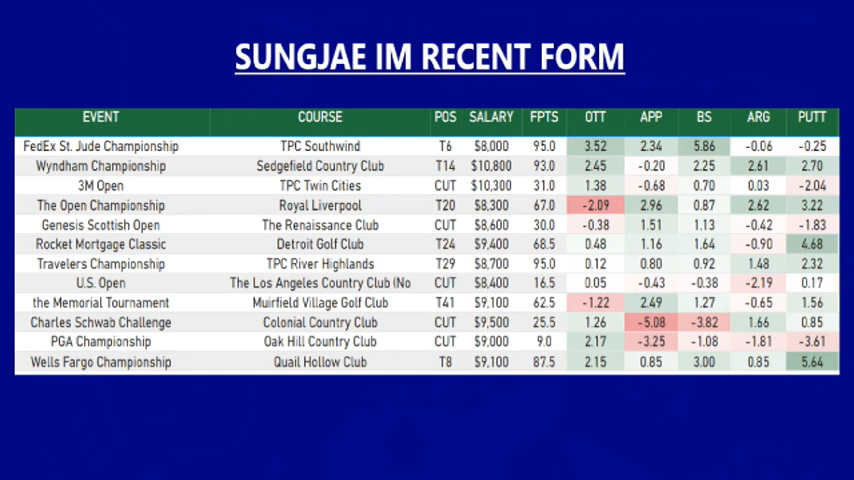 SUNGJAE IM RECENT FORM
EVENT COURSE POS SALARY FPTS OTT APP BS ARG PUTT
FedEx St. Jude Championship TPC Southwind T6 $8,000 95.0 3.52 2.34 5.86 -0.06 -0.25
Wyndham Championship Sedgefield Country Club T14 $10,800 93.0 2.45 -0.20 2.25 2.61 2.70
3M Open TPC Twin Cities CUT $10,300 31.0 1.38 -0.68 0.70 0.03 -2.04
The Open Championship Royal Liverpool T20 $8,300 67.0 -2.09 2.96 0.87 2.62 3.22
Genesis Scottish Open The Renaissance Club CUT $8,600 30.0 -0.38 1.51 1.13 -0.42 -1.83
Rocket Mortgage Classic Detroit Golf Club T24 $9,400 68.5 0.48 1.16 1.64 -0.90 4.68
Travelers Championship TPC River Highlands T29 $8,700 95.0 0.12 0.80 0.92 1.48 2.32
U.S. Open The Los Angeles Country Club (No CUT $8,400 16.5 0.05 -0.43 -0.38 -2.19 0.17
the Memorial Tournament Muirfield Village Golf Club T41 $9,100 62.5 -1.22 2.49 1.27 -0.65 1.56
Charles Schwab Challenge Colonial Country Club CUT $9,500 25.5 1.26 -5.08 -3.82 1.66 0.85
PGA Championship Oak Hill Country Club CUT $9,000 9.0 2.17 -3.25 -1.08 -1.81 -3.61
Wells Fargo Championship Quail Hollow Club T8 $9,100 87.5 2.15 0.85 3.00 0.85 5.64